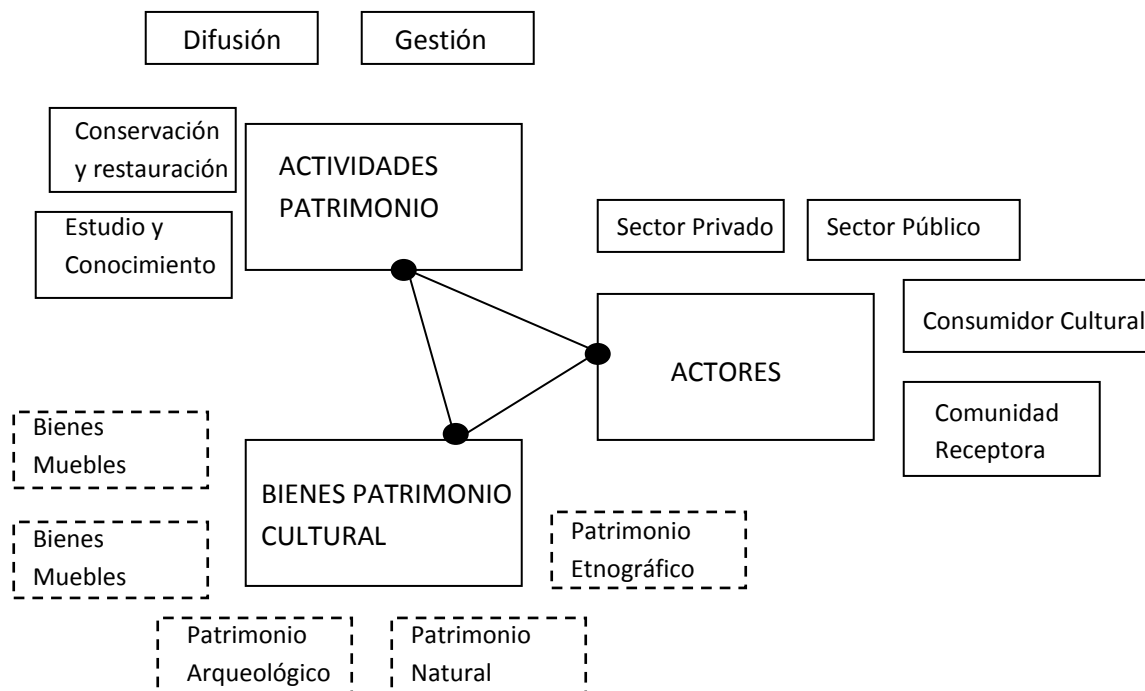 Difusión
Gestión
Conservación
y restauración
ACTIVIDADES
PATRIMONIO
Estudio y
Conocimiento
Sector Privado
Sector Público
Consumidor Cultural
ACTORES
Comunidad
Receptora
Bienes
Muebles
BIENES PATRIMONIO
CULTURAL
Bienes
Muebles
Patrimonio
Etnográfico
Patrimonio
Arqueológico
Patrimonio
Natural